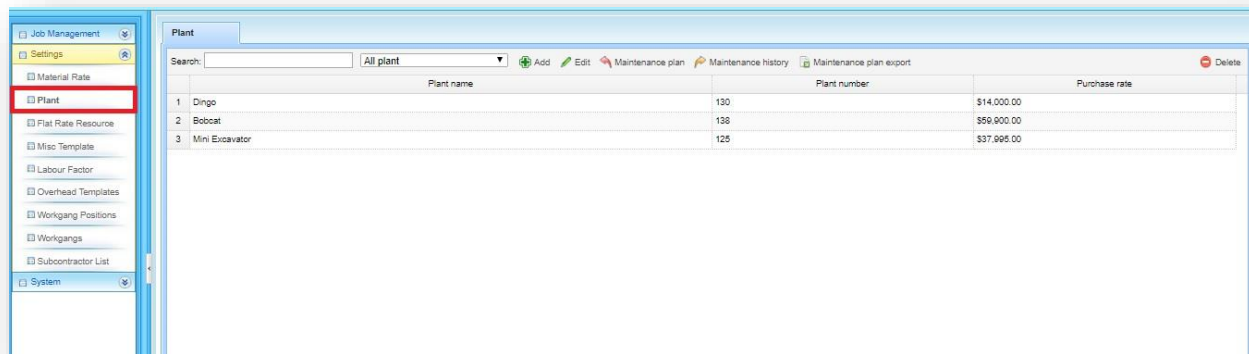 Job Management
Settings
Material Rate
Plant
Flat Rate Resource
Misc Template
Labour Factor
Overhead Templates
Workgang Positions
Workgangs
Subcontractor List
System
Plant
Search: All plant Add Edit Maintenance plan Maintenance history Maintenance plan export Delete
Plant name Plant number Purchase rate
1 Dingo 130 $14,000.00
2 Bobcat 138 $59,900.00
3 Mini Excavator 125 $37,995.00